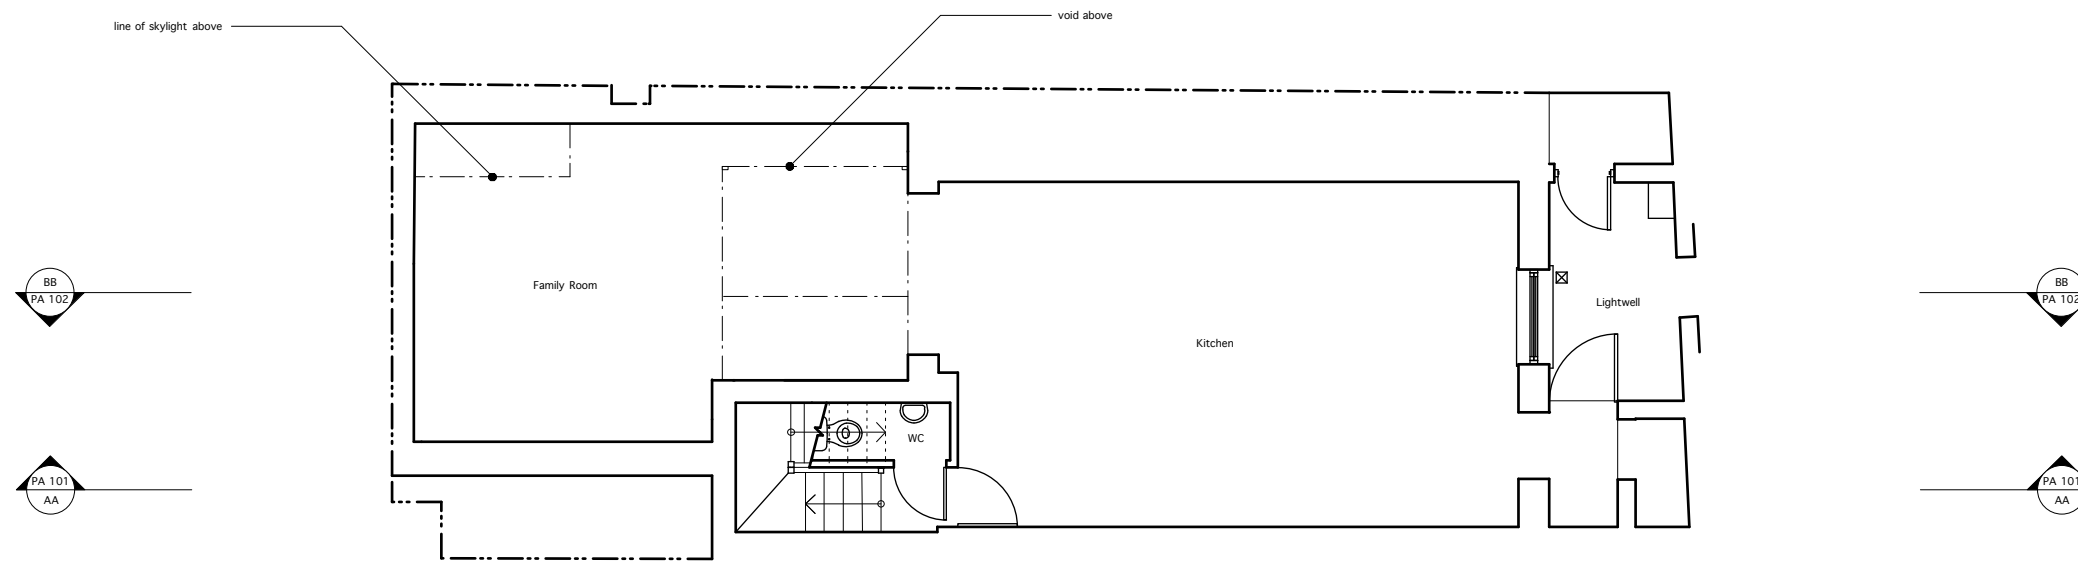 void above
line of skylight above
BB
PA 102
BB
PA 102
Family Room
Lightwell
Kitchen
WC
PA 101
AA
PA 101
AA